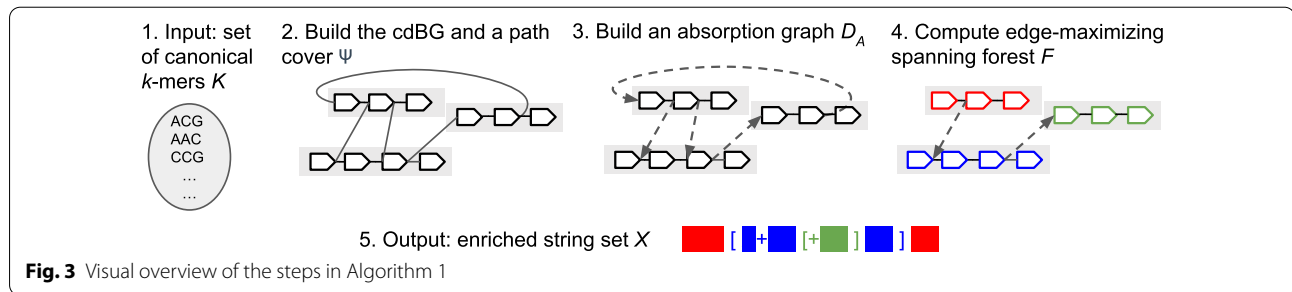 1. Input: set
of canonical
k-mers K
ACG
AAC
CCG
...
...
2. Build the cdBG and a path
cover Ψ
3. Build an absorption graph D_A
4. Compute edge-maximizing
spanning forest F
5. Output: enriched string set X [ + [+ ] ]
Fig. 3 Visual overview of the steps in Algorithm 1